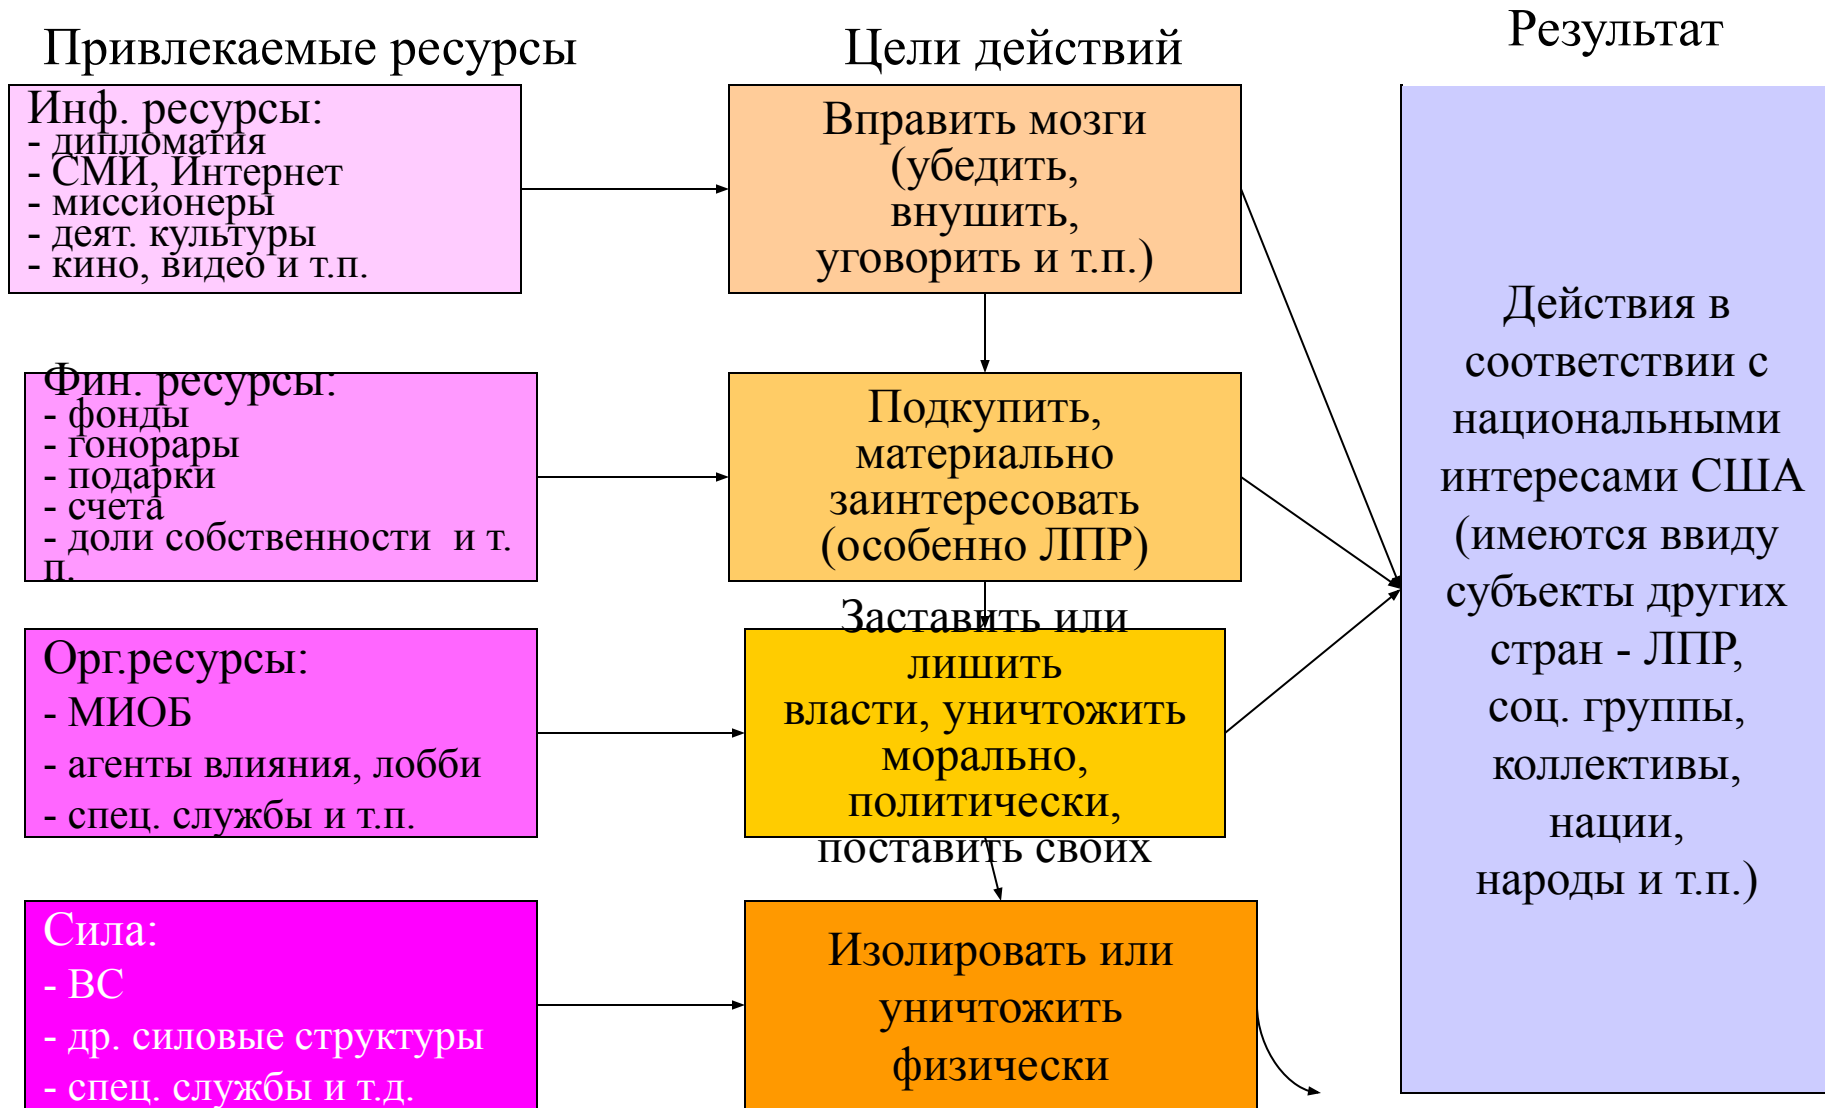 Привлекаемые ресурсы
Цели действий
Результат
Инф. ресурсы:
- дипломатия
- СМИ, Интернет
- миссионеры
- деят. культуры
- кино, видео и т.п.
Вправить мозги
(убедить,
внушить,
уговорить и т.п.)
Фин. ресурсы:
- фонды
- гонорары
- подарки
- счета
- доли собственности и т.
п.
Подкупить,
материально
заинтересовать
(особенно ЛПР)
Орг.ресурсы:
- МИОБ
- агенты влияния, лобби
- спец. службы и т.п.
Заставить или
лишить
власти, уничтожить
морально,
политически,
поставить своих
Сила:
- ВС
- др. силовые структуры
- спец. службы и т.д.
Изолировать или
уничтожить
физически
Действия в
соответствии с
национальными
интересами США
(имеются ввиду
субъекты других
стран - ЛПР,
соц. группы,
коллективы,
нации,
народы и т.п.)